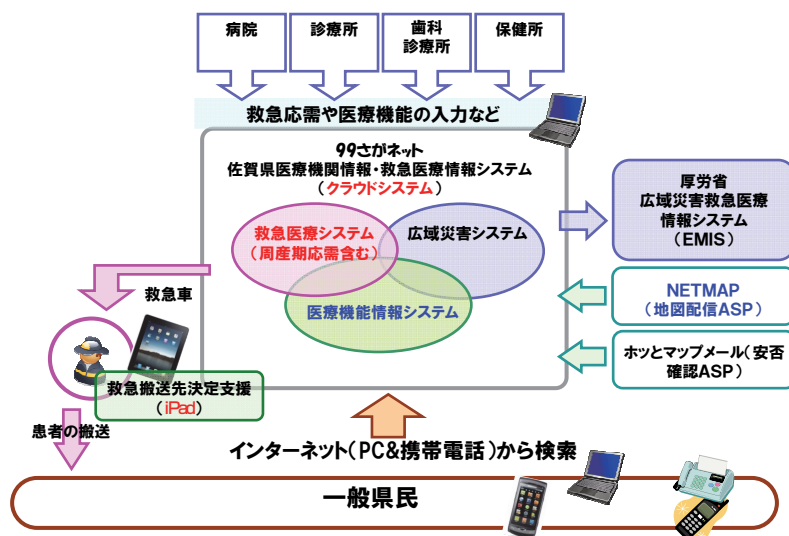 病院
診療所
歯科
診療所
保健所
救急応需や医療機能の入力など
99さがネット
佐賀県医療機関情報・救急医療情報システム
（クラウドシステム）
救急医療システム
（周産期応需含む）
広域災害システム
医療機能情報システム
厚労省
広域災害救急医療
情報システム
（EMIS）
NETMAP
（地図配信ASP）
ホッとマップメール（安否
確認ASP）
救急車
救急搬送先決定支援
（iPad）
患者の搬送
インターネット（PC&携帯電話）から検索
一般県民